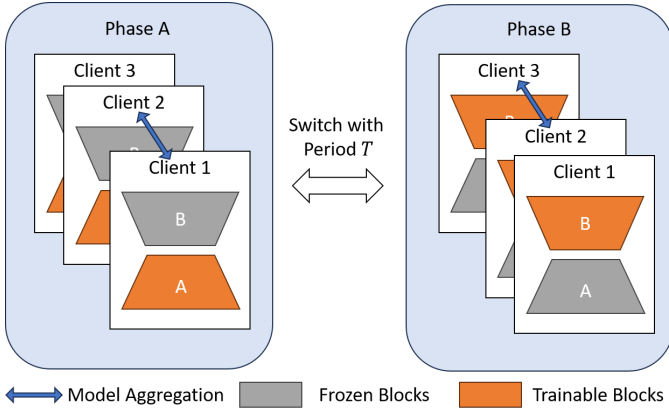 Phase A
Client 3
Client 2
Client 1
B
A
Switch with
Period T
Phase B
Client 3
Client 2
Client 1
B
A
Model Aggregation
Frozen Blocks
Trainable Blocks